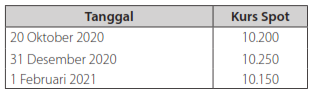 Tanggal Kurs Spot
20 Oktober 2020 10.200
31 Desember 2020 10.250
1 Februari 2021 10.150